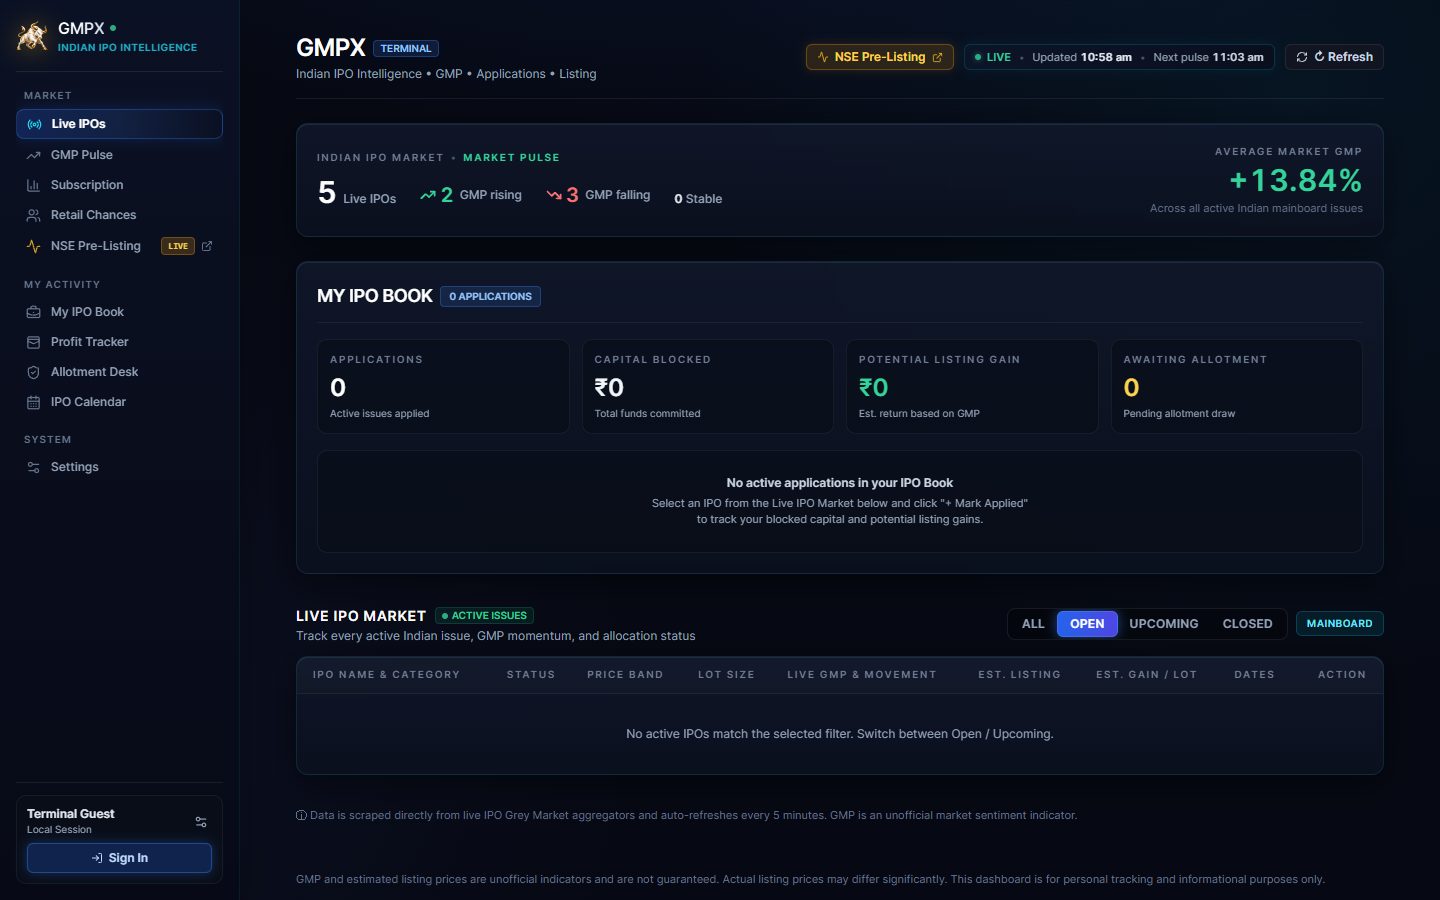 GMPX
INDIAN IPO INTELLIGENCE
MARKET
Live IPOs
GMP Pulse
Subscription
Retail Chances
NSE Pre-Listing LIVE
MY ACTIVITY
My IPO Book
Profit Tracker
Allotment Desk
IPO Calendar
SYSTEM
Settings
Terminal Guest
Local Session
Sign In
GMPX TERMINAL
Indian IPO Intelligence • GMP • Applications • Listing
NSE Pre-Listing
LIVE • Updated 10:58 am • Next pulse 11:03 am
↻ Refresh
INDIAN IPO MARKET • MARKET PULSE
5 Live IPOs 2 GMP rising 3 GMP falling 0 Stable
AVERAGE MARKET GMP
+13.84%
Across all active Indian mainboard issues
MY IPO BOOK 0 APPLICATIONS
APPLICATIONS
0
Active issues applied
CAPITAL BLOCKED
₹0
Total funds committed
POTENTIAL LISTING GAIN
₹0
Est. return based on GMP
AWAITING ALLOTMENT
0
Pending allotment draw
No active applications in your IPO Book
Select an IPO from the Live IPO Market below and click "+ Mark Applied"
to track your blocked capital and potential listing gains.
LIVE IPO MARKET ACTIVE ISSUES
Track every active Indian issue, GMP momentum, and allocation status
ALL OPEN UPCOMING CLOSED MAINBOARD
IPO NAME & CATEGORY STATUS PRICE BAND LOT SIZE LIVE GMP & MOVEMENT EST. LISTING EST. GAIN / LOT DATES ACTION
No active IPOs match the selected filter. Switch between Open / Upcoming.
ⓘ Data is scraped directly from live IPO Grey Market aggregators and auto-refreshes every 5 minutes. GMP is an unofficial market sentiment indicator.
GMP and estimated listing prices are unofficial indicators and are not guaranteed. Actual listing prices may differ significantly. This dashboard is for personal tracking and informational purposes only.